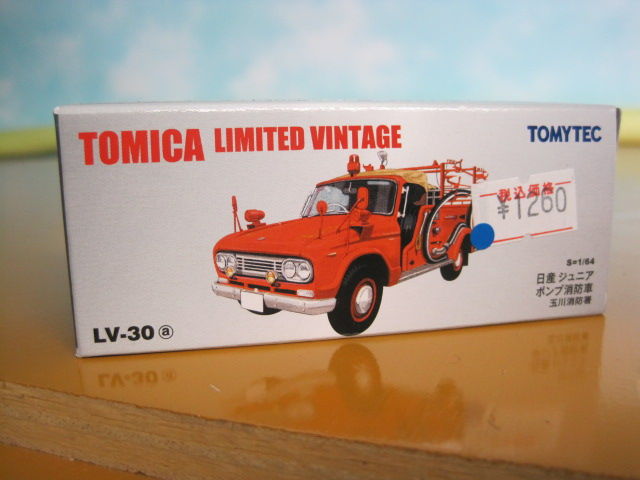 TOMICA LIMITED VINTAGE
TOMYTEC
税込価格
¥1260
S=1/64
日産 ジュニア
ポンプ消防車
玉川消防署
LV-30 a